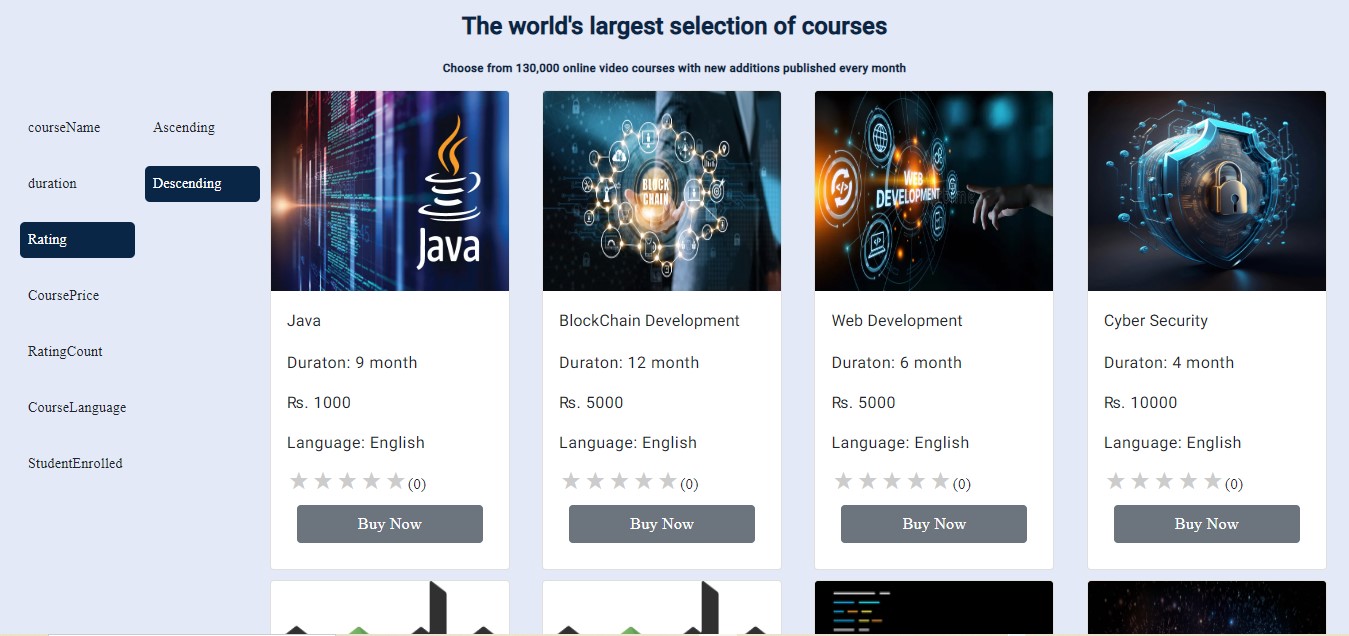 The world's largest selection of courses
Choose from 130,000 online video courses with new additions published every month
courseName
Ascending
duration
Descending
Rating
CoursePrice
RatingCount
CourseLanguage
StudentEnrolled
Java
Java
Duraton: 9 month
Rs. 1000
Language: English
(0)
Buy Now
BLOCK
CHAIN
BlockChain Development
Duraton: 12 month
Rs. 5000
Language: English
(0)
Buy Now
WEB
DEVELOPMENT
Web Development
Duraton: 6 month
Rs. 5000
Language: English
(0)
Buy Now
Cyber Security
Duraton: 4 month
Rs. 10000
Language: English
(0)
Buy Now